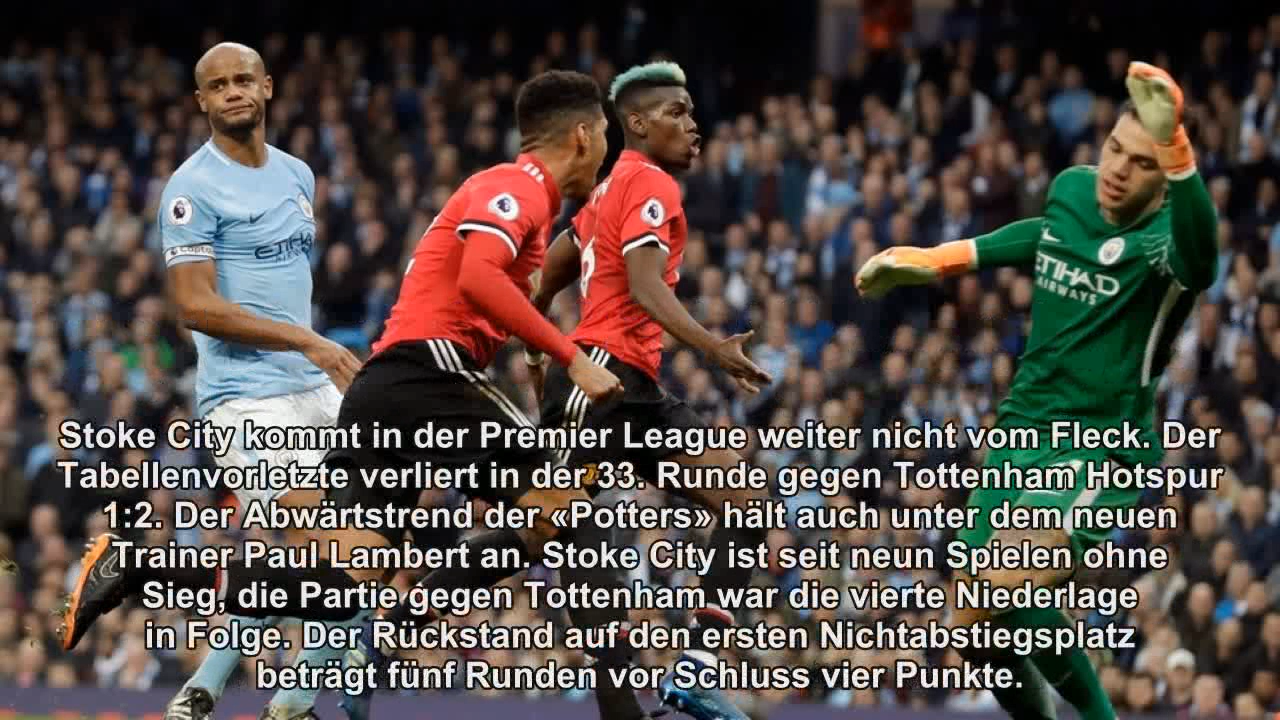 ETIHAD
AIRWAYS
Stoke City kommt in der Premier League weiter nicht vom Fleck. Der
Tabellenvorletzte verliert in der 33. Runde gegen Tottenham Hotspur
1:2. Der Abwärtstrend der «Potters» hält auch unter dem neuen
Trainer Paul Lambert an. Stoke City ist seit neun Spielen ohne
Sieg, die Partie gegen Tottenham war die vierte Niederlage
in Folge. Der Rückstand auf den ersten Nichtabstiegsplatz
beträgt fünf Runden vor Schluss vier Punkte.